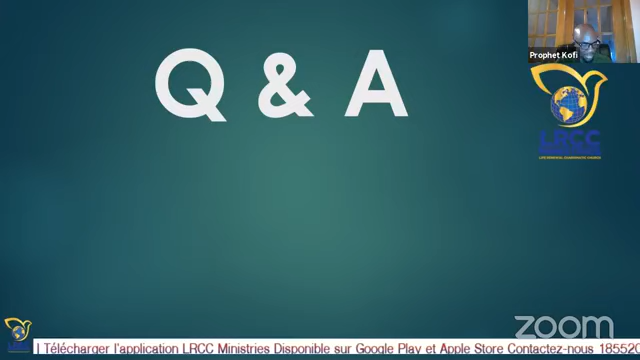 Q & A
Prophet Kofi
LRCC
zoom
| Télécharger l'application LRCC Ministries Disponible sur Google Play et Apple Store Contactez-nous 185520